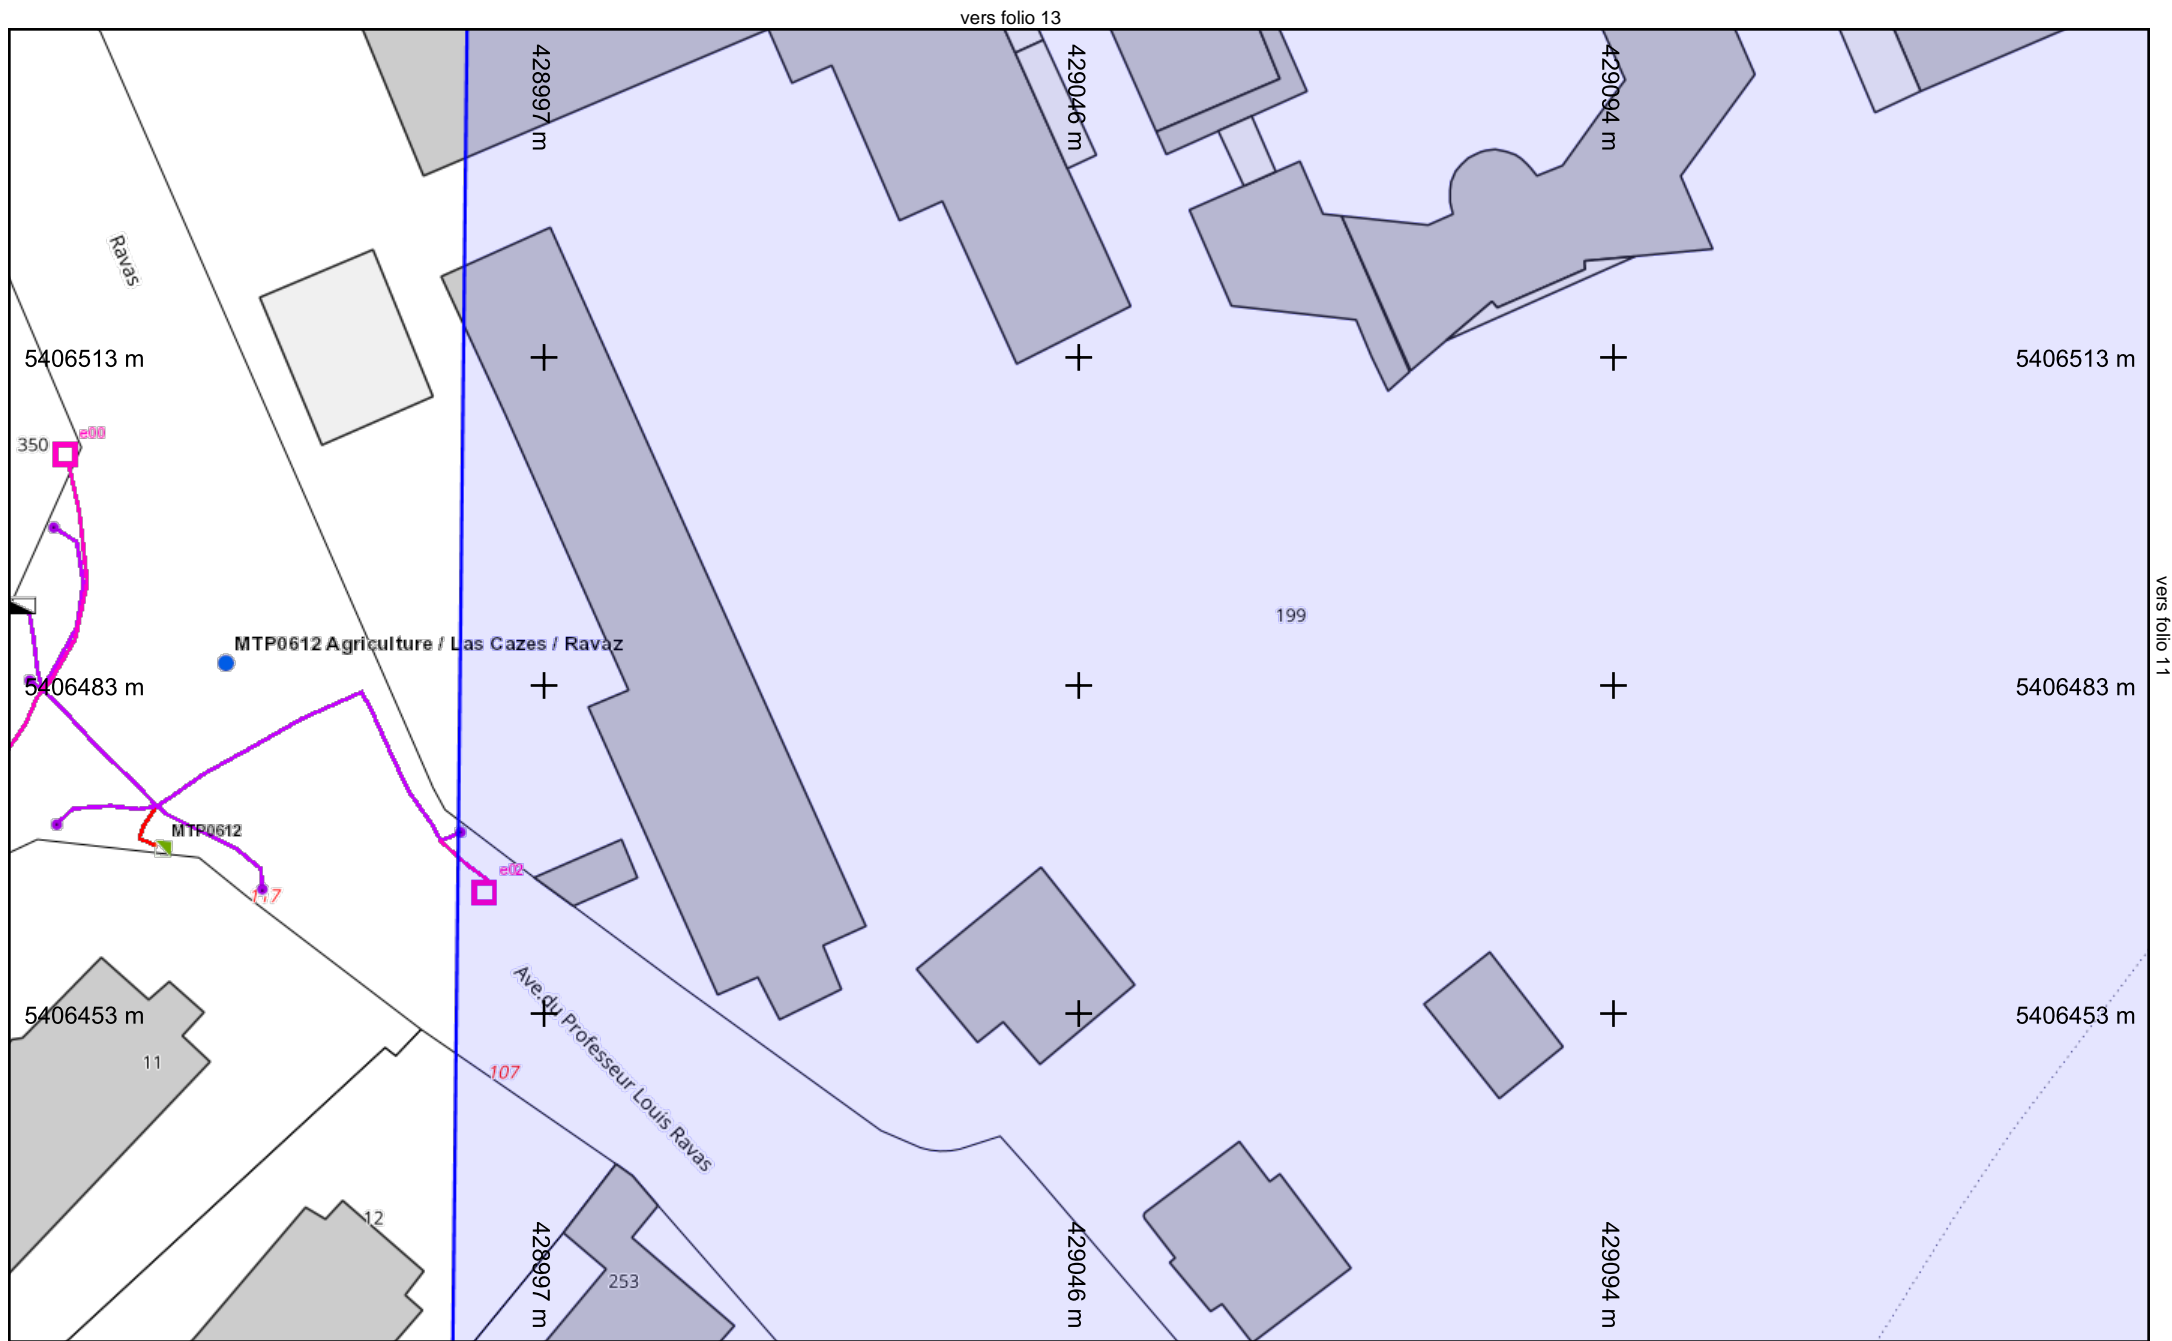 vers folio 13
428997 m
429046 m
429094 m
Ravas
5406513 m
5406513 m
e00
350
vers folio 11
199
MTP0612 Agriculture / Las Cazes / Ravaz
5406483 m
5406483 m
MTP0612
e02
117
Ave.du Professeur Louis Ravas
5406453 m
5406453 m
11
107
12
253
428997 m
429046 m
429094 m